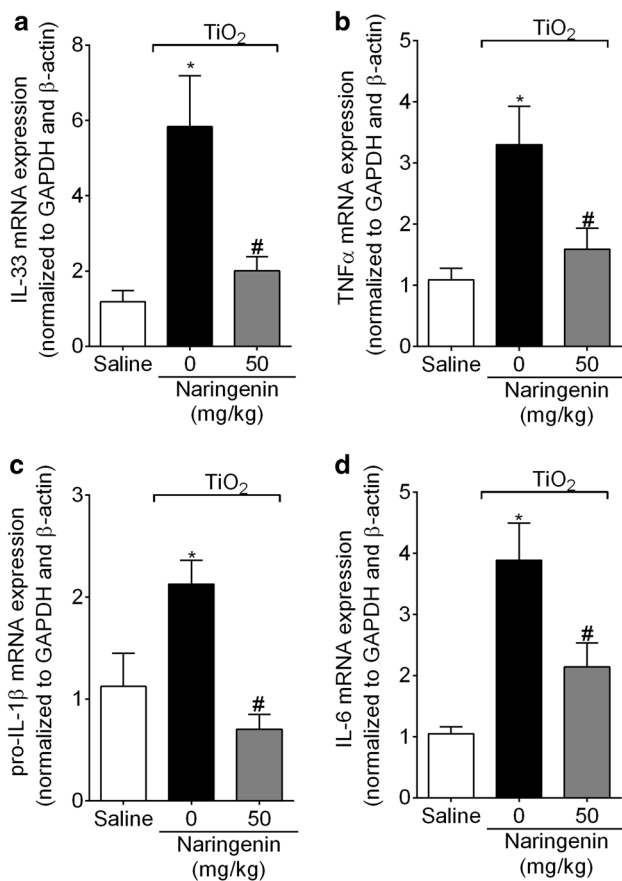 a
TiO2
IL-33 mRNA expression
(normalized to GAPDH and β-actin)
8
6
4
2
0
*
#
Saline
0
50
Naringenin
(mg/kg)
b
TiO2
TNFα mRNA expression
(normalized to GAPDH and β-actin)
5
4
3
2
1
0
*
#
Saline
0
50
Naringenin
(mg/kg)
c
TiO2
pro-IL-1β mRNA expression
(normalized to GAPDH and β-actin)
3
2
1
0
*
#
Saline
0
50
Naringenin
(mg/kg)
d
TiO2
IL-6 mRNA expression
(normalized to GAPDH and β-actin)
5
4
3
2
1
0
*
#
Saline
0
50
Naringenin
(mg/kg)